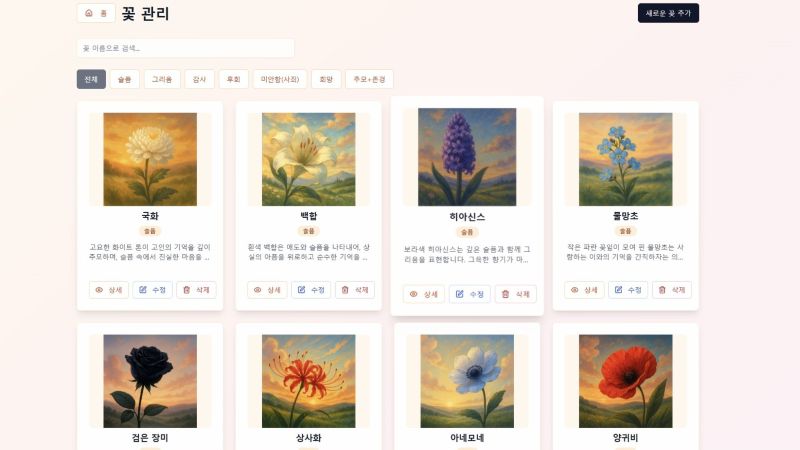 홈
꽃 관리
새로운 꽃 추가
꽃 이름으로 검색...
전체
슬픔
그리움
감사
후회
미안함(사죄)
희망
추모+존경
국화
슬픔
고요한 화이트 톤이 고인의 기억을 깊이
추모하며, 슬픔 속에서 진실한 마음을 ...
상세
수정
삭제
백합
슬픔
흰색 백합은 애도와 슬픔을 나타내어, 상
실의 아픔을 위로하고 순수한 기억을 ...
상세
수정
삭제
히아신스
슬픔
보라색 히아신스는 깊은 슬픔과 함께 그
리움을 표현합니다. 그윽한 향기가 마...
상세
수정
삭제
물망초
슬픔
작은 파란 꽃잎이 모여 핀 물망초는 사
랑하는 이와의 기억을 간직하자는 의...
상세
수정
삭제
검은 장미
상사화
아네모네
양귀비